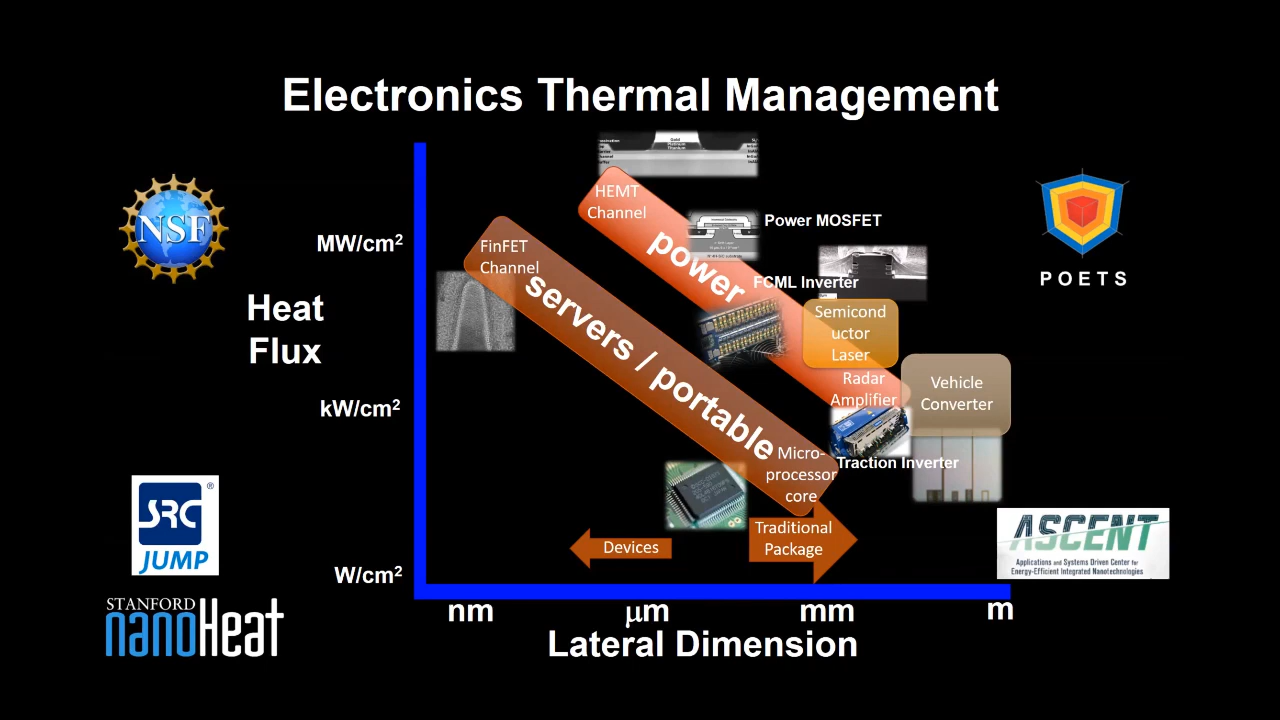 Electronics Thermal Management
Gold
Platinum
Titanium
HEMT
Channel
NSF
Power MOSFET
MW/cm²
FinFET
Channel
power
POETS
FCML Inverter
servers / portable
Heat
Flux
Semicond
uctor
Laser
Radar
Amplifier
Vehicle
Converter
kW/cm²
Micro-
processor
core
Traction Inverter
SRC®
JUMP
Devices
Traditional
Package
ASCENT
Applications and Systems Driven Center for
Energy-Efficient Integrated Nanotechnologies
W/cm²
STANFORD
nanoHeat
nm
μm
mm
m
Lateral Dimension